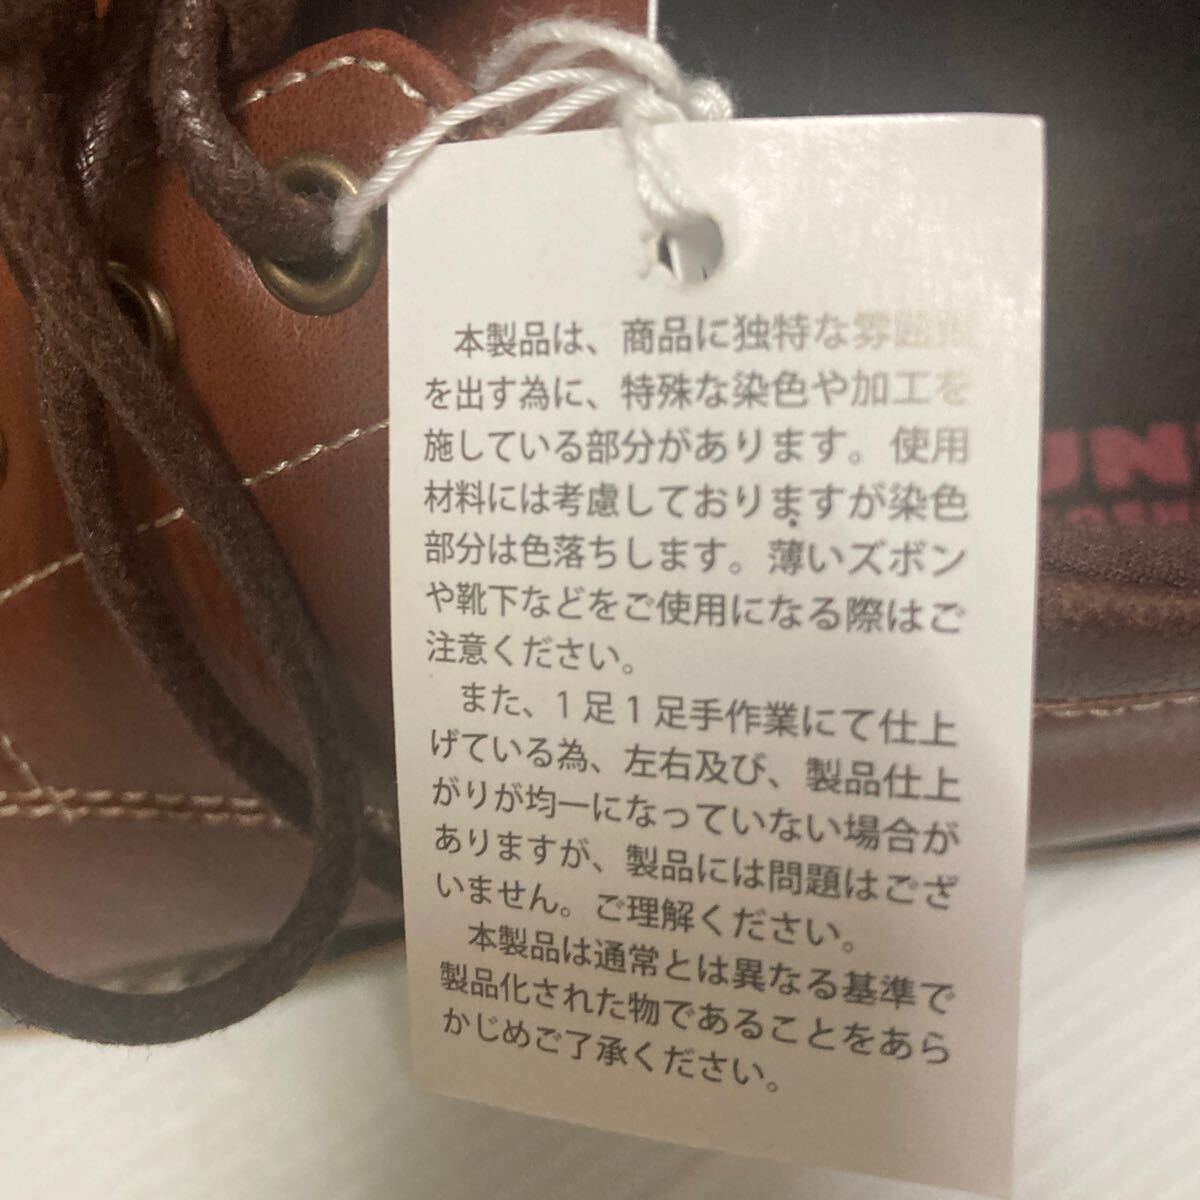 本製品は、商品に独特な雰囲気
を出す為に、特殊な染色や加工を
施している部分があります。使用
材料には考慮しておりますが染色
部分は色落ちします。薄いズボン
や靴下などをご使用になる際はご
注意ください。
また、1足1足手作業にて仕上
げている為、左右及び、製品仕上
がりが均一になっていない場合が
ありますが、製品には問題はござ
いません。ご理解ください。
本製品は通常とは異なる基準で
製品化された物であることをあら
かじめご了承ください。